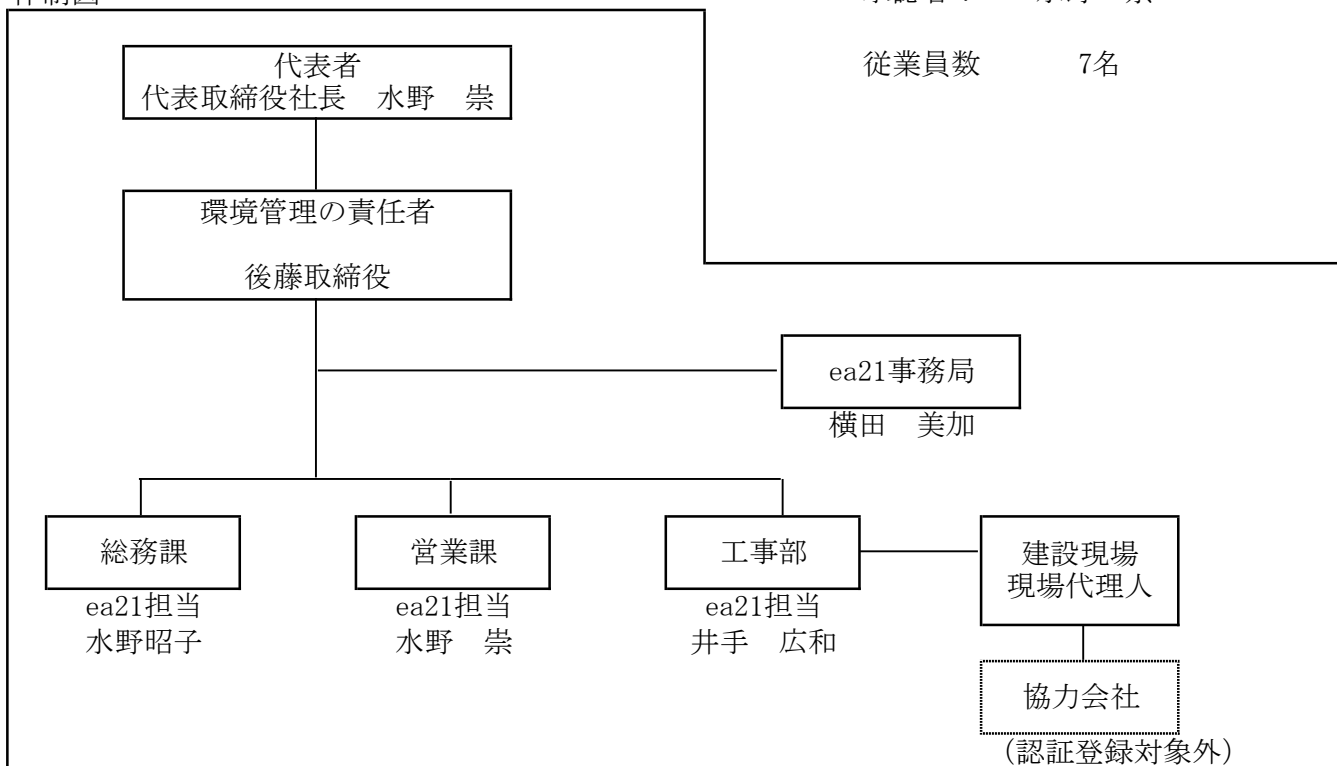 代表者
代表取締役社長　水野　崇
従業員数　7名
環境管理の責任者
後藤取締役
ea21事務局
横田　美加
総務課
ea21担当
水野昭子
営業課
ea21担当
水野　崇
工事部
ea21担当
井手　広和
建設現場
現場代理人
協力会社
(認証登録対象外)